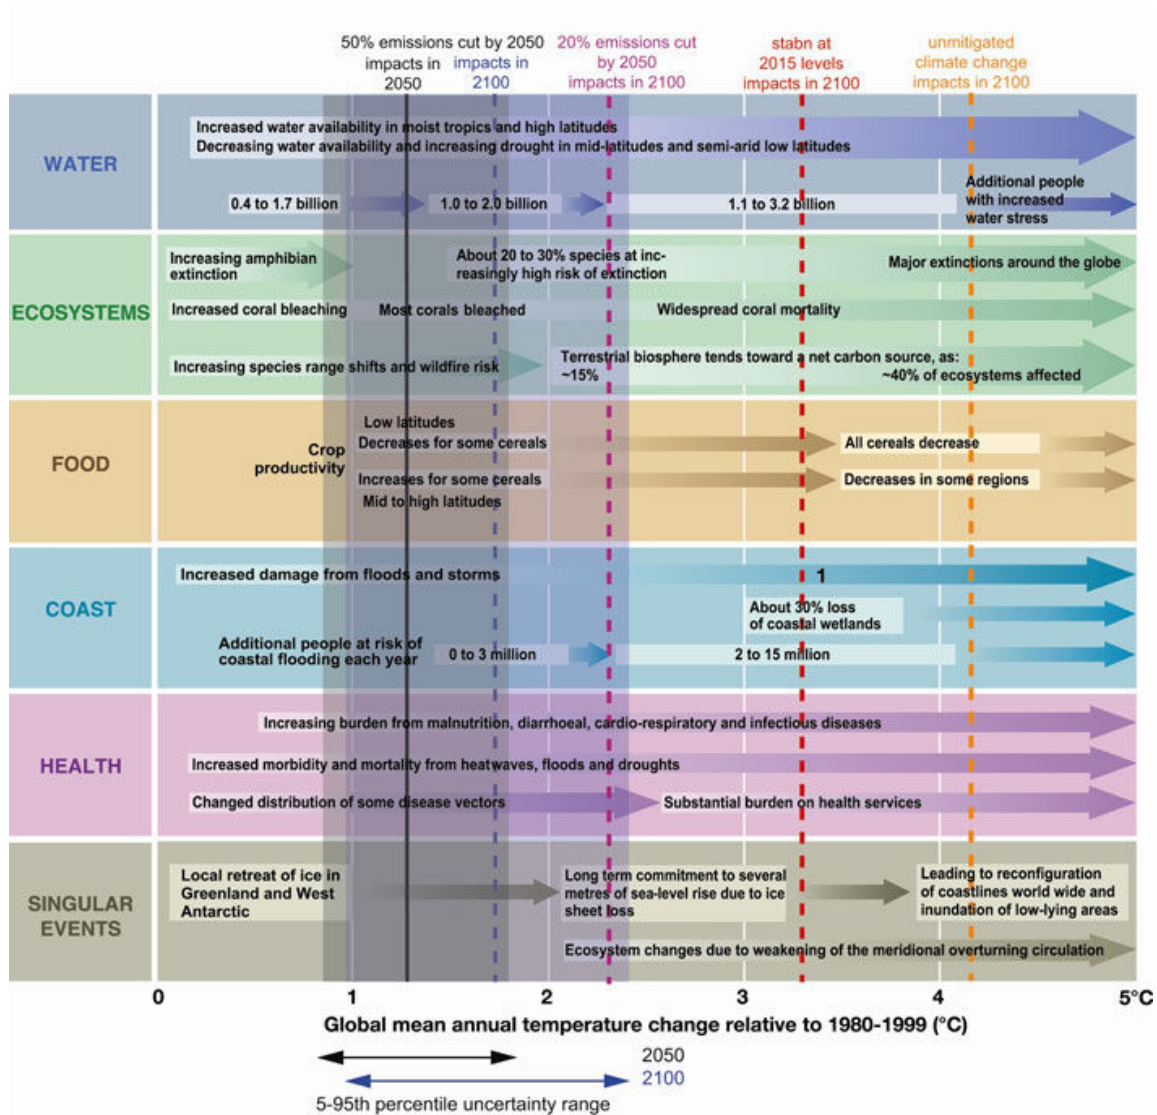 50% emissions cut by 2050
impacts in
2050
impacts in
2100
20% emissions cut
by 2050
impacts in 2100
stabn at
2015 levels
impacts in 2100
unmitigated
climate change
impacts in 2100
WATER
Increased water availability in moist tropics and high latitudes
Decreasing water availability and increasing drought in mid-latitudes and semi-arid low latitudes
0.4 to 1.7 billion
1.0 to 2.0 billion
1.1 to 3.2 billion
Additional people
with increased
water stress
ECOSYSTEMS
Increasing amphibian
extinction
About 20 to 30% species at inc-
reasingly high risk of extinction
Major extinctions around the globe
Increased coral bleaching
Most corals bleached
Widespread coral mortality
Increasing species range shifts and wildfire risk
Terrestrial biosphere tends toward a net carbon source, as:
~15%
~40% of ecosystems affected
FOOD
Crop
productivity
Low latitudes
Decreases for some cereals
All cereals decrease
Increases for some cereals
Mid to high latitudes
Decreases in some regions
COAST
Increased damage from floods and storms
1
About 30% loss
of coastal wetlands
Additional people at risk of
coastal flooding each year
0 to 3 million
2 to 15 million
HEALTH
Increasing burden from malnutrition, diarrhoeal, cardio-respiratory and infectious diseases
Increased morbidity and mortality from heatwaves, floods and droughts
Changed distribution of some disease vectors
Substantial burden on health services
SINGULAR
EVENTS
Local retreat of ice in
Greenland and West
Antarctic
Long term commitment to several
metres of sea-level rise due to ice
sheet loss
Leading to reconfiguration
of coastlines world wide and
inundation of low-lying areas
Ecosystem changes due to weakening of the meridional overturning circulation
0 1 2 3 4 5°C
Global mean annual temperature change relative to 1980-1999 (°C)
2050
2100
5-95th percentile uncertainty range